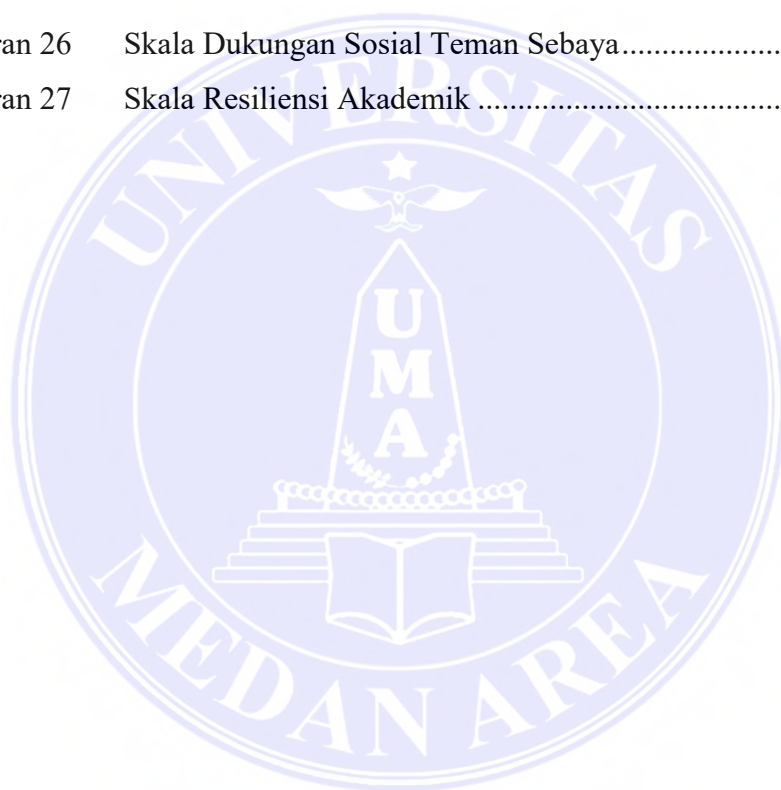 ran 26 Skala Dukungan Sosial Teman Sebaya....................
ran 27 Skala Resiliensi Akademik ..................................
UNIVERSITAS
UMA
MEDAN AREA